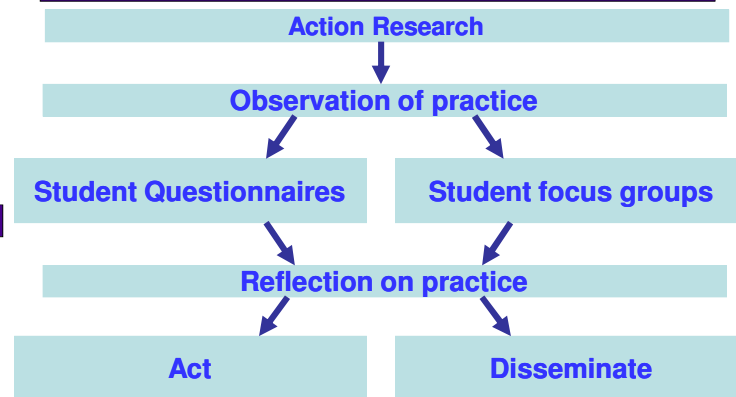 Action Research
Observation of practice
Student Questionnaires
Student focus groups
Reflection on practice
Act
Disseminate